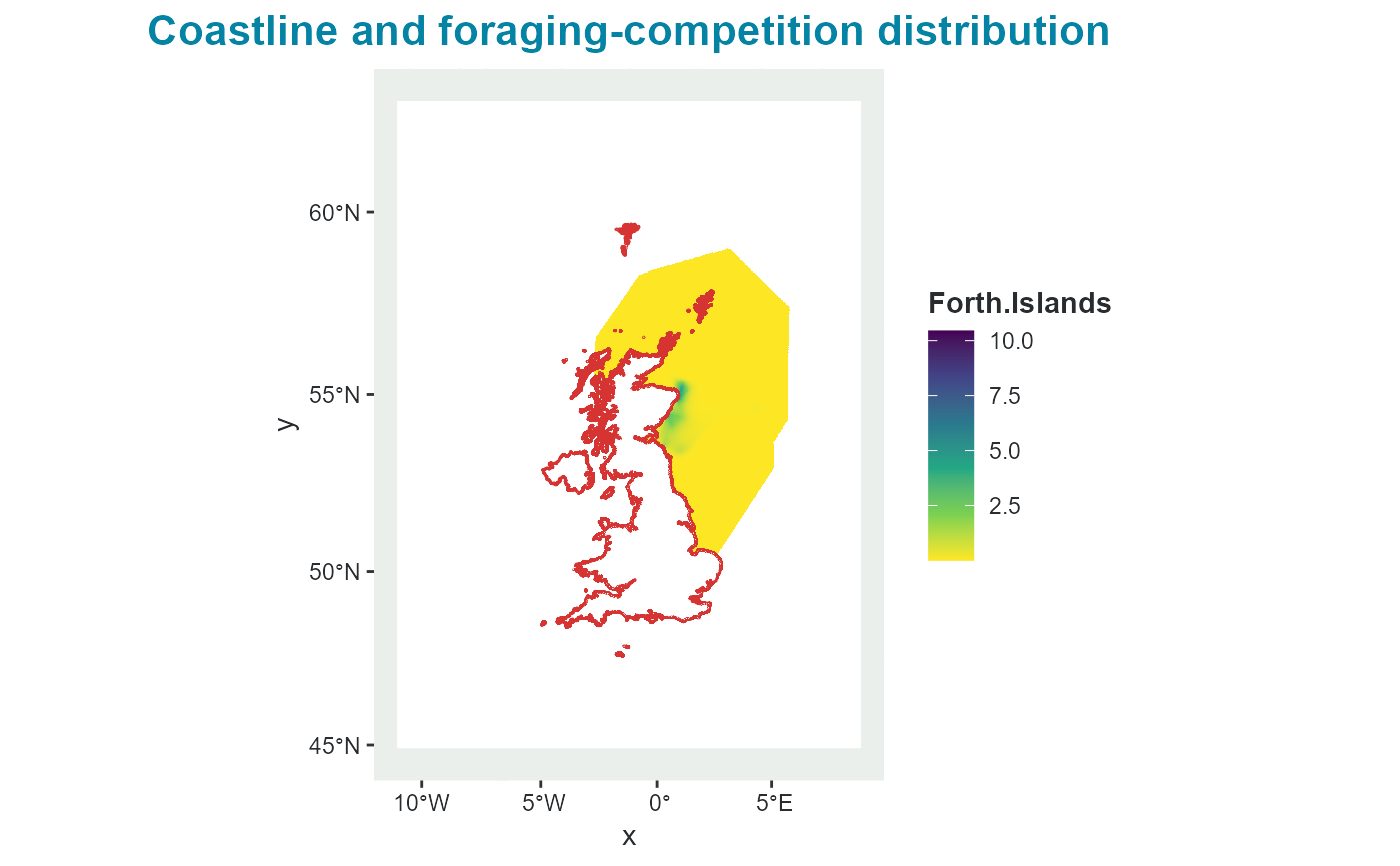 Coastline and foraging-competition distribution
60°N
55°N
50°N
45°N
y
10°W
5°W
0°
5°E
x
Forth.Islands
10.0
7.5
5.0
2.5